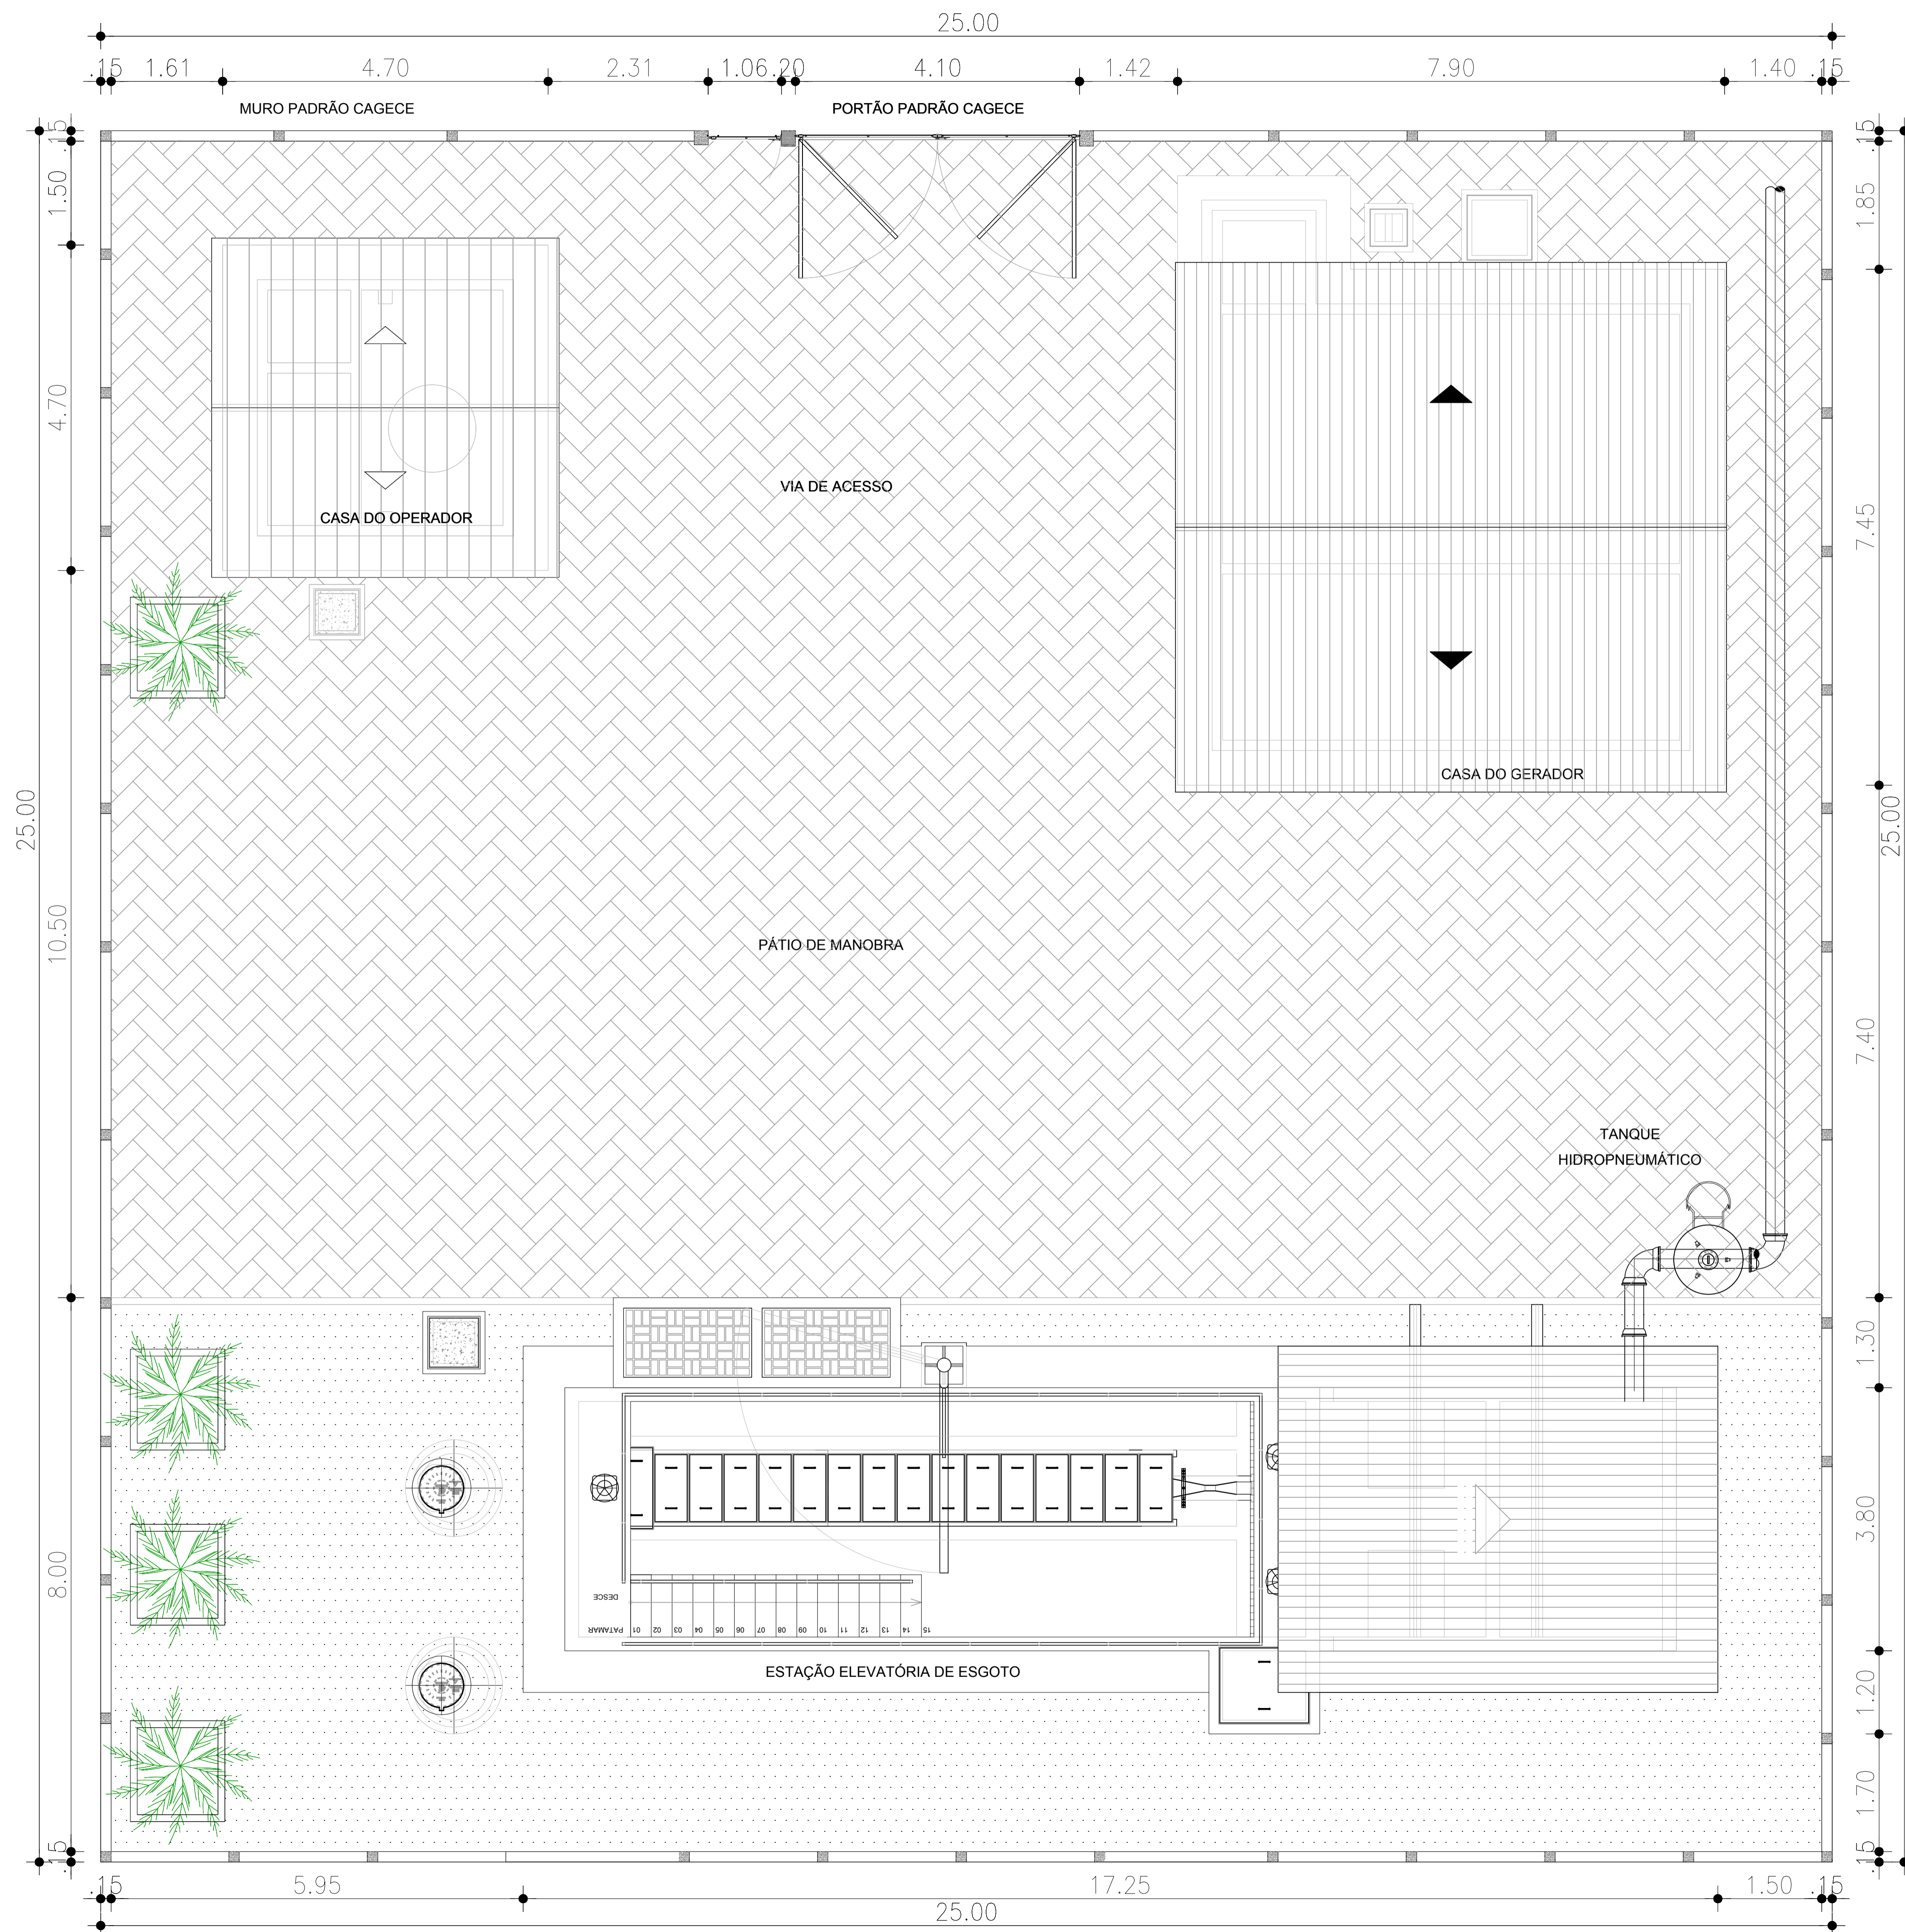 25.00
.15 1.61 4.70 2.31 1.06 .20 4.10 1.42 7.90 1.40 .15
MURO PADRÃO CAGECE
PORTÃO PADRÃO CAGECE
.15
1.50
4.70
10.50
8.00
.15
25.00
.15
1.85
7.45
7.40
1.30
3.80
1.20
1.70
.15
25.00
VIA DE ACESSO
CASA DO OPERADOR
CASA DO GERADOR
PÁTIO DE MANOBRA
TANQUE
HIDROPNEUMÁTICO
DESCE
PATAMAR 01 02 03 04 05 06 07 08 09 10 11 12 13 14 15
ESTAÇÃO ELEVATÓRIA DE ESGOTO
.15 5.95 17.25 1.50 .15
25.00